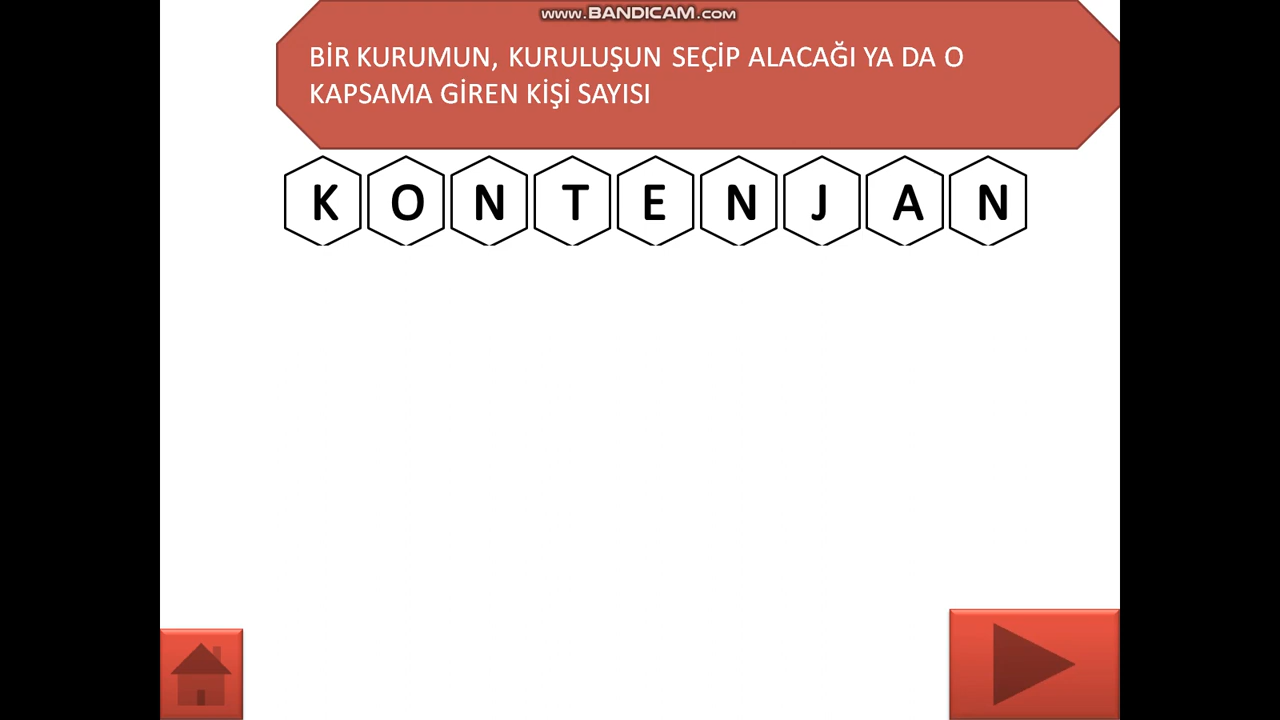 www.BANDICAM.com
BİR KURUMUN, KURULUŞUN SEÇİP ALACAĞI YA DA O
KAPSAMA GİREN KİŞİ SAYISI
K O N T E N J A N